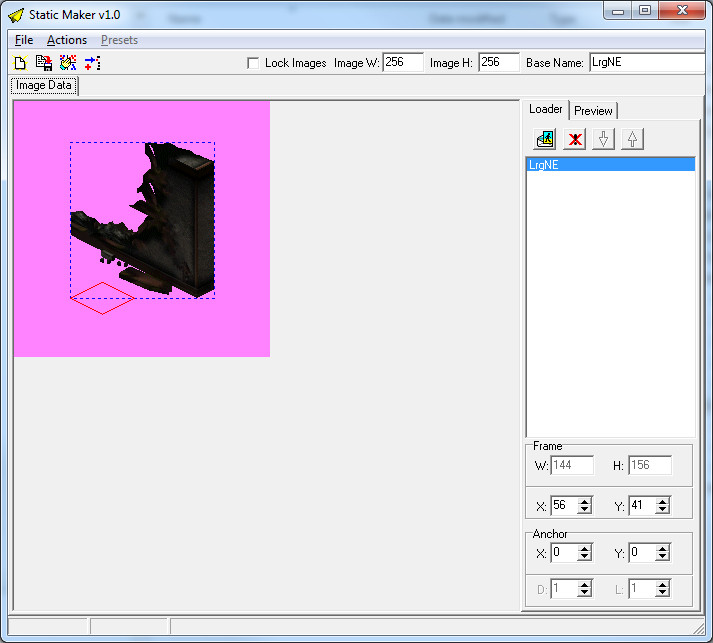 Static Maker v1.0
File Actions Presets
Lock Images Image W: 256 Image H: 256 Base Name: LrgNE
Image Data
Loader Preview
LrgNE
Frame
W: 144 H: 156
X: 56 Y: 41
Anchor
X: 0 Y: 0
D: 1 L: 1